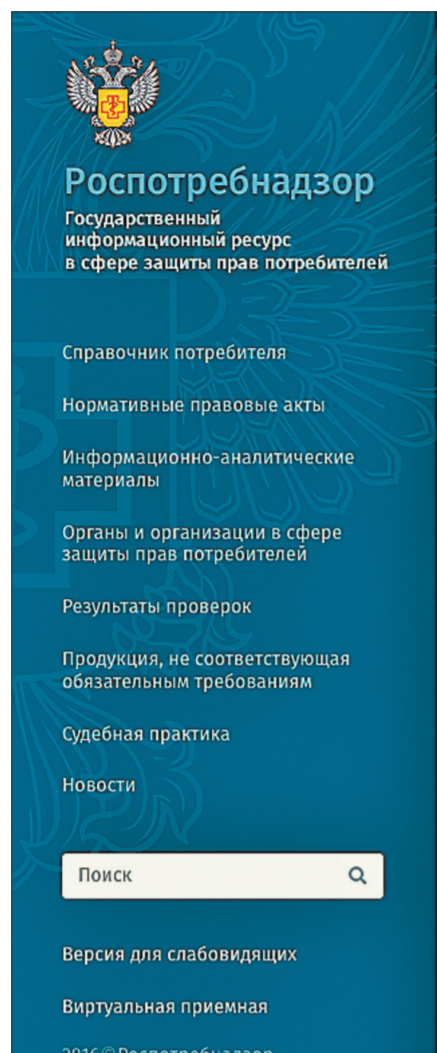 Роспотребнадзор
Государственный
информационный ресурс
в сфере защиты прав потребителей
Справочник потребителя
Нормативные правовые акты
Информационно-аналитические
материалы
Органы и организации в сфере
защиты прав потребителей
Результаты проверок
Продукция, не соответствующая
обязательным требованиям
Судебная практика
Новости
Поиск
Версия для слабовидящих
Виртуальная приемная
2016©Роспотребнадзор